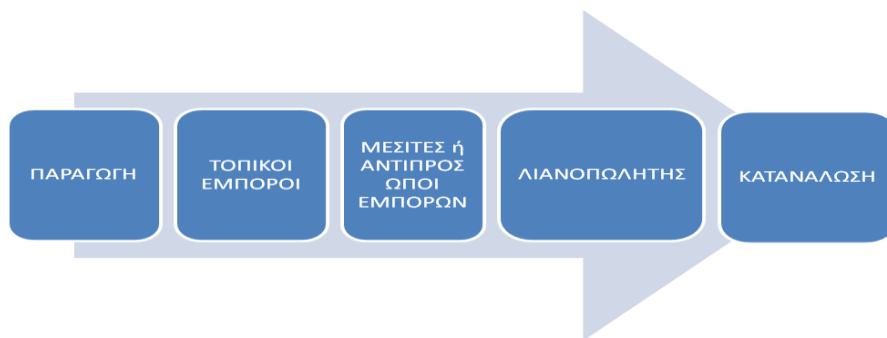 ΠΑΡΑΓΩΓΗ
ΤΟΠΙΚΟΙ
ΕΜΠΟΡΟΙ
ΜΕΣΙΤΕΣ ή
ΑΝΤΙΠΡΟΣ
ΩΠΟΙ
ΕΜΠΟΡΩΝ
ΛΙΑΝΟΠΩΛΗΤΗΣ
ΚΑΤΑΝΑΛΩΣΗ